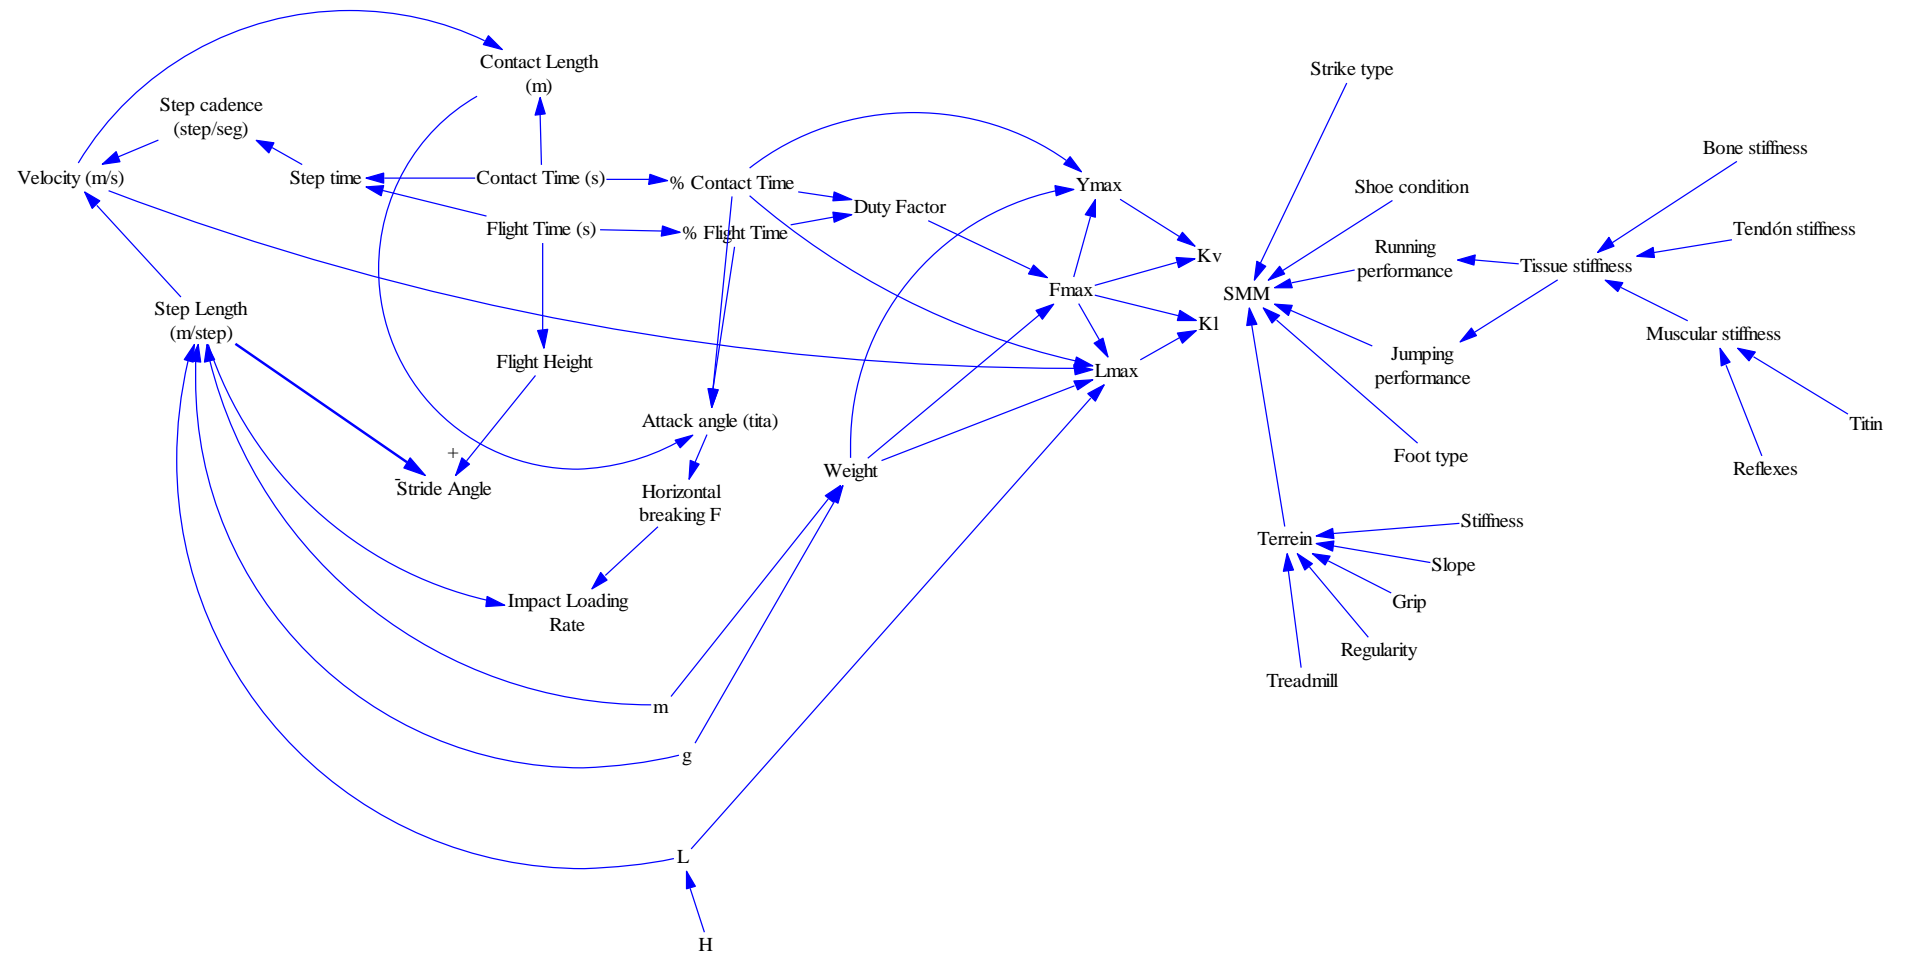 Contact Length
(m)
Strike type
Step cadence
(step/seg)
Bone stiffness
Velocity (m/s)
Step time
Contact Time (s)
% Contact Time
Ymax
Shoe condition
Duty Factor
Flight Time (s)
% Flight Time
Tendón stiffness
Running
performance
Kv
Tissue stiffness
Fmax
SMM
Step Length
(m/step)
Kl
Muscular stiffness
Flight Height
Lmax
Jumping
performance
Attack angle (tita)
Titin
+
Foot type
Weight
Reflexes
-
Stride Angle
Horizontal
breaking F
Stiffness
Terrein
Slope
Impact Loading
Rate
Grip
Regularity
Treadmill
m
g
L
H